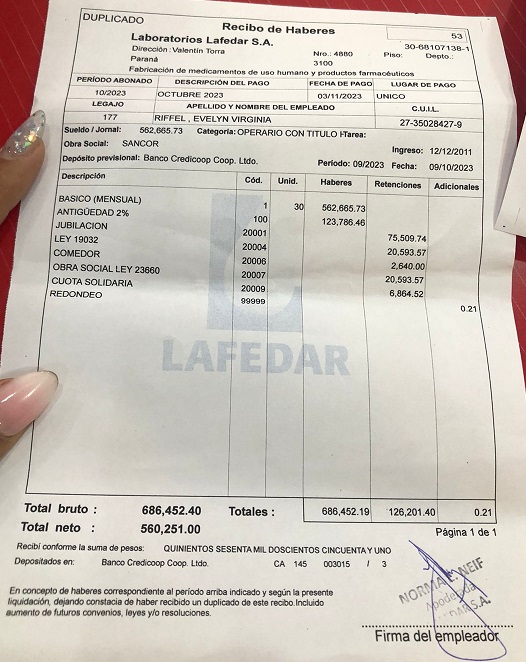 DUPLICADO
Recibo de Haberes
53
Laboratorios Lafedar S.A.
30-68107138-1
Dirección : Valentin Torra Nro.: 4880 Piso: Depto.:
Paraná 3100
Fabricación de medicamentos de uso humano y productos farmacéuticos
PERÍODO ABONADO DESCRIPCIÓN DEL PAGO FECHA DE PAGO LUGAR DE PAGO
10/2023 OCTUBRE 2023 03/11/2023 UNICO
LEGAJO APELLIDO Y NOMBRE DEL EMPLEADO C.U.I.L.
177 RIFFEL , EVELYN VIRGINIA 27-35028427-9
Sueldo / Jornal: 562,665.73 Categoría: OPERARIO CON TITULO I-Tarea:
Obra Social: SANCOR Ingreso: 12/12/2011
Depósito previsional: Banco Credicoop Coop. Ltdo. Período: 09/2023 Fecha: 09/10/2023
Descripción Cód. Unid. Haberes Retenciones Adicionales
BASICO (MENSUAL) 1 30 562,665.73
ANTIGÜEDAD 2% 100 123,786.46
JUBILACION 20001 75,509.74
LEY 19032 20004 20,593.57
COMEDOR 20006 2,640.00
OBRA SOCIAL LEY 23660 20007 20,593.57
CUOTA SOLIDARIA 20009 6,864.52
REDONDEO 99999 0.21
LAFEDAR
Total bruto : 686,452.40 Totales : 686,452.19 126,201.40 0.21
Total neto : 560,251.00
Página 1 de 1
Recibí conforme la suma de pesos: QUINIENTOS SESENTA MIL DOSCIENTOS CINCUENTA Y UNO
Depositados en: Banco Credicoop Coop. Ltdo. CA 145 003015 / 3
En concepto de haberes correspondiente al período arriba indicado y según la presente
liquidación, dejando constacia de haber recibido un duplicado de este recibo.Incluido
aumento de futuros convenios, leyes y/o resoluciones.
NORMA E. NEIF
Apoderada
Firma del empleador